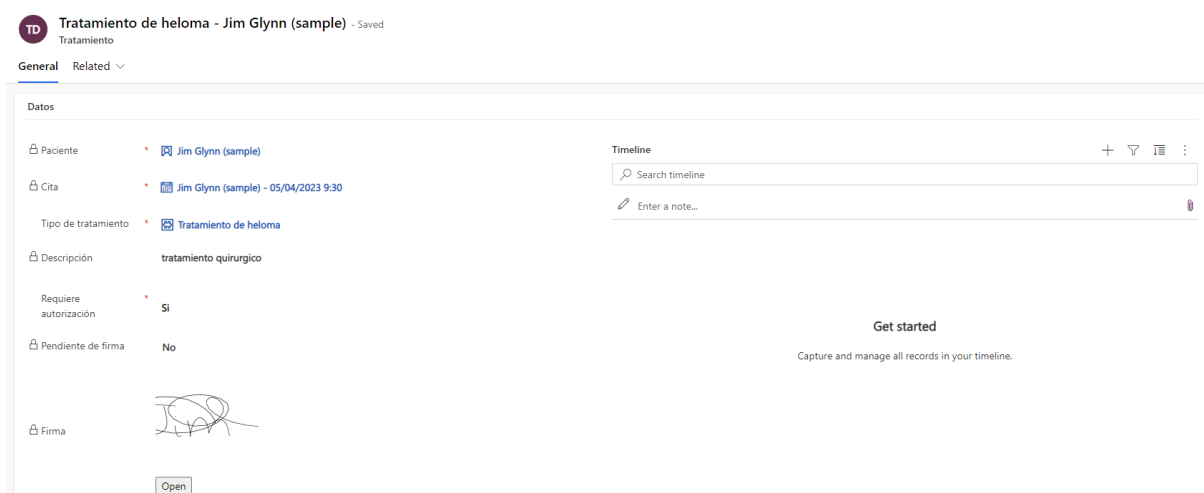 TD
Tratamiento de heloma - Jim Glynn (sample) - Saved
Tratamiento
General Related
Datos
Paciente * Jim Glynn (sample)
Cita * Jim Glynn (sample) - 05/04/2023 9:30
Tipo de tratamiento * Tratamiento de heloma
Descripción tratamiento quirurgico
Requiere autorización * Si
Pendiente de firma No
Firma
Open
Timeline
Search timeline
Enter a note...
Get started
Capture and manage all records in your timeline.